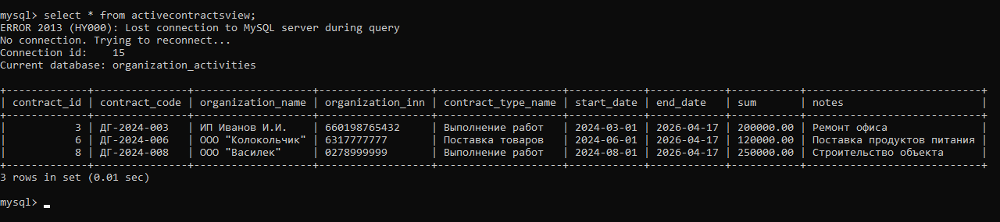 mysql> select * from activecontractsview;
ERROR 2013 (HY000): Lost connection to MySQL server during query
No connection. Trying to reconnect...
Connection id:    15
Current database: organization_activities
+-------------+---------------+-------------------+------------------+--------------------+------------+------------+-----------+----------------------------+
| contract_id | contract_code | organization_name | organization_inn | contract_type_name | start_date | end_date   | sum       | notes                      |
+-------------+---------------+-------------------+------------------+--------------------+------------+------------+-----------+----------------------------+
|           3 | ДГ-2024-003   | ИП Иванов И.И.    | 660198765432     | Выполнение работ   | 2024-03-01 | 2026-04-17 | 200000.00 | Ремонт офиса               |
|           6 | ДГ-2024-006   | ООО "Колокольчик" | 6317777777       | Поставка товаров   | 2024-06-01 | 2026-04-17 | 120000.00 | Поставка продуктов питания |
|           8 | ДГ-2024-008   | ООО "Василек"     | 0278999999       | Выполнение работ   | 2024-08-01 | 2026-04-17 | 250000.00 | Строительство объекта      |
+-------------+---------------+-------------------+------------------+--------------------+------------+------------+-----------+----------------------------+
3 rows in set (0.01 sec)
mysql>